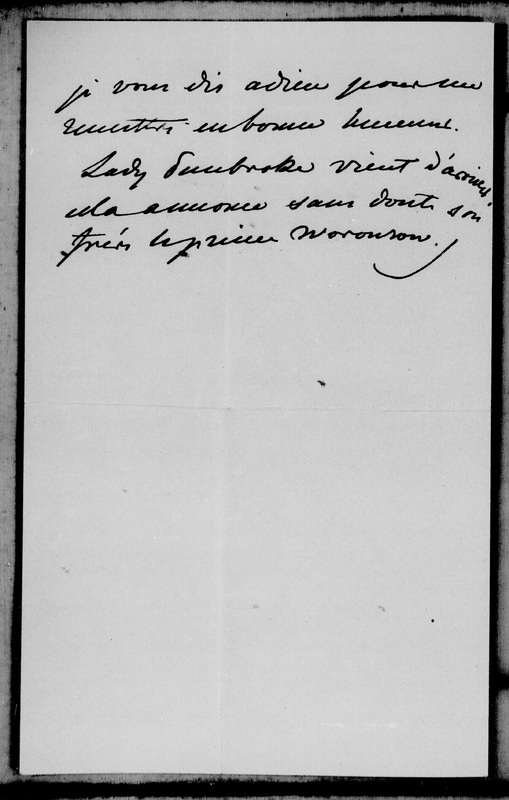 je vous dis adieu pour me
remettre en bonne humeur.
Lady Pembroke vient d'arriver
cela annonce sans doute son
frère le prince Woronzow.